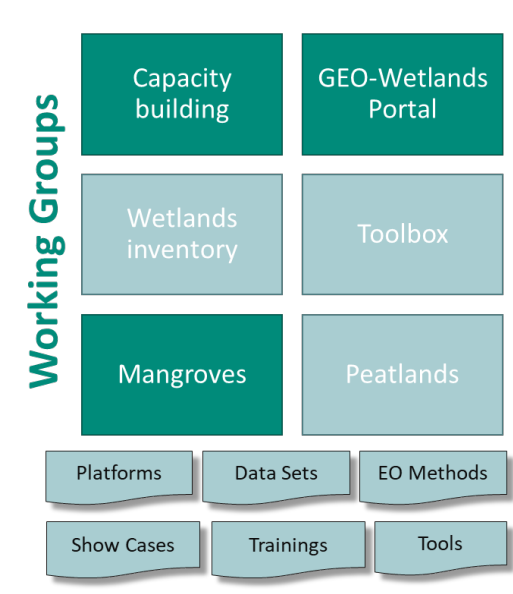 Working Groups
Capacity
building
GEO-Wetlands
Portal
Wetlands
inventory
Toolbox
Mangroves
Peatlands
Platforms
Data Sets
EO Methods
Show Cases
Trainings
Tools